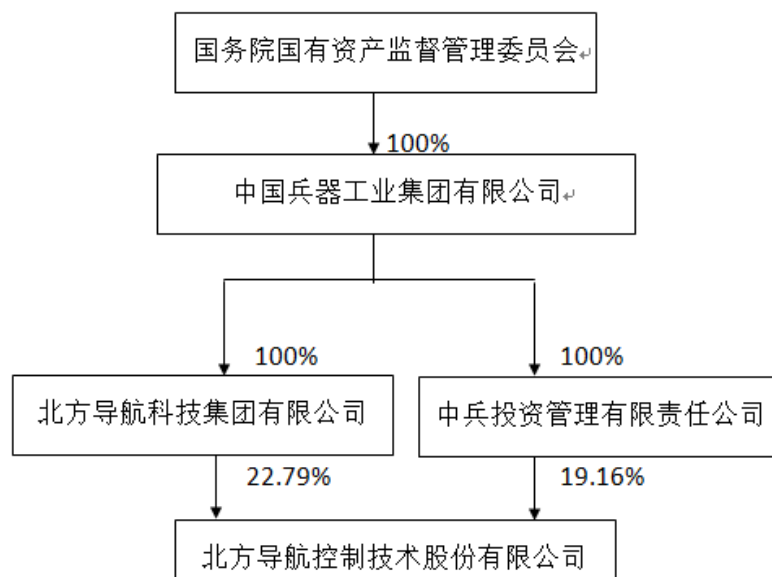 国务院国有资产监督管理委员会
100%
中国兵器工业集团有限公司
100%
100%
北方导航科技集团有限公司
中兵投资管理有限责任公司
22.79%
19.16%
北方导航控制技术股份有限公司